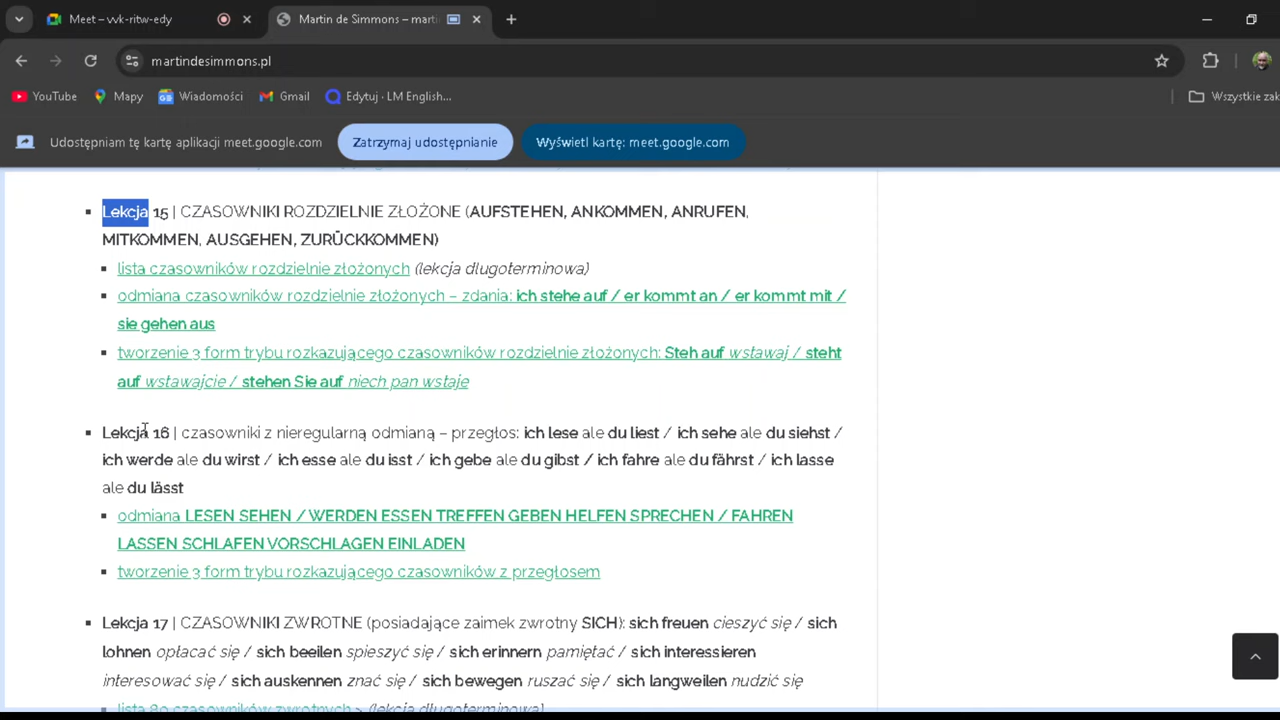 Meet – vvk-ritw-edy
Martin de Simmons – marti
martindesimmons.pl
YouTube
Mapy
Wiadomości
Gmail
Edytuj · LM English...
Wszystkie zak
Udostępniam tę kartę aplikacji meet.google.com
Zatrzymaj udostępnianie
Wyświetl kartę: meet.google.com
Lekcja 15 | CZASOWNIKI ROZDZIELNIE ZŁOŻONE (AUFSTEHEN, ANKOMMEN, ANRUFEN,
MITKOMMEN, AUSGEHEN, ZURÜCKKOMMEN)
lista czasowników rozdzielnie złożonych (lekcja dlugoterminowa)
odmiana czasowników rozdzielnie złożonych – zdania: ich stehe auf / er kommt an / er kommt mit /
sie gehen aus
tworzenie 3 form trybu rozkazującego czasowników rozdzielnie złożonych: Steh auf wstawaj / steht
auf wstawajcie / stehen Sie auf niech pan wstaje
Lekcja 16 | czasowniki z nieregularną odmianą – przegłos: ich lese ale du liest / ich sehe ale du siehst /
ich werde ale du wirst / ich esse ale du isst / ich gebe ale du gibst / ich fahre ale du fährst / ich lasse
ale du lässt
odmiana LESEN SEHEN / WERDEN ESSEN TREFFEN GEBEN HELFEN SPRECHEN / FAHREN
LASSEN SCHLAFEN VORSCHLAGEN EINLADEN
tworzenie 3 form trybu rozkazującego czasowników z przegłosem
Lekcja 17 | CZASOWNIKI ZWROTNE (posiadające zaimek zwrotny SICH): sich freuen cieszyć się / sich
lohnen opłacać się / sich beeilen spieszyć się / sich erinnern pamiętać / sich interessieren
interesować się / sich auskennen znać się / sich bewegen ruszać się / sich langweilen nudzić się
lista 80 czasowników zwrotnych > (lekcja dlugoterminowa)